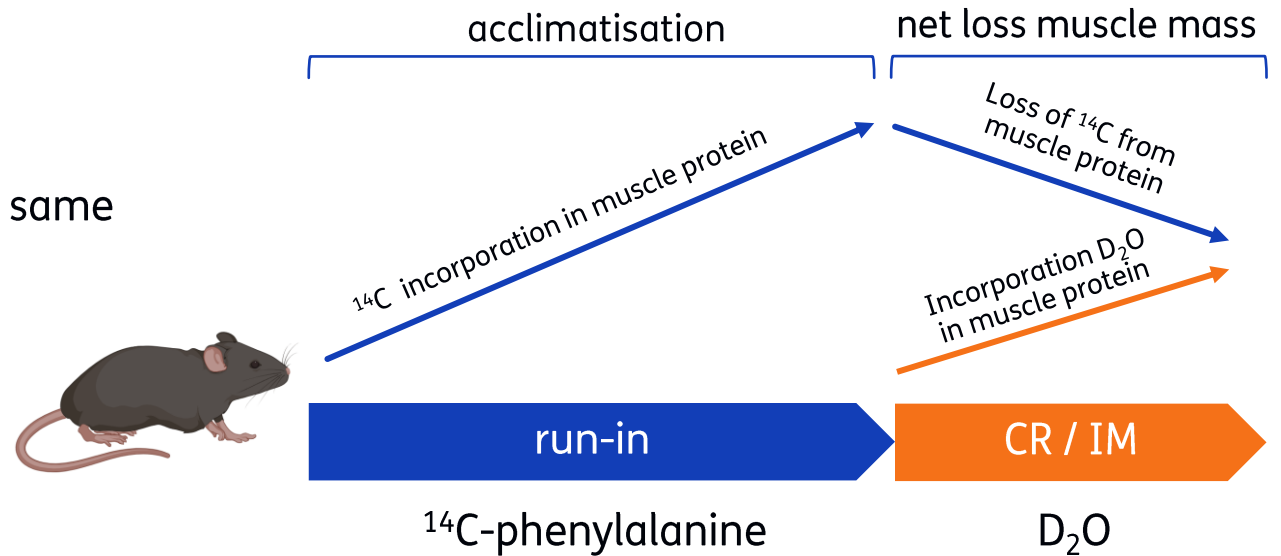 acclimatisation
net loss muscle mass
Loss of ¹⁴C from
muscle protein
¹⁴C incorporation in muscle protein
same
Incorporation D₂O
in muscle protein
run-in
CR / IM
¹⁴C-phenylalanine
D₂O